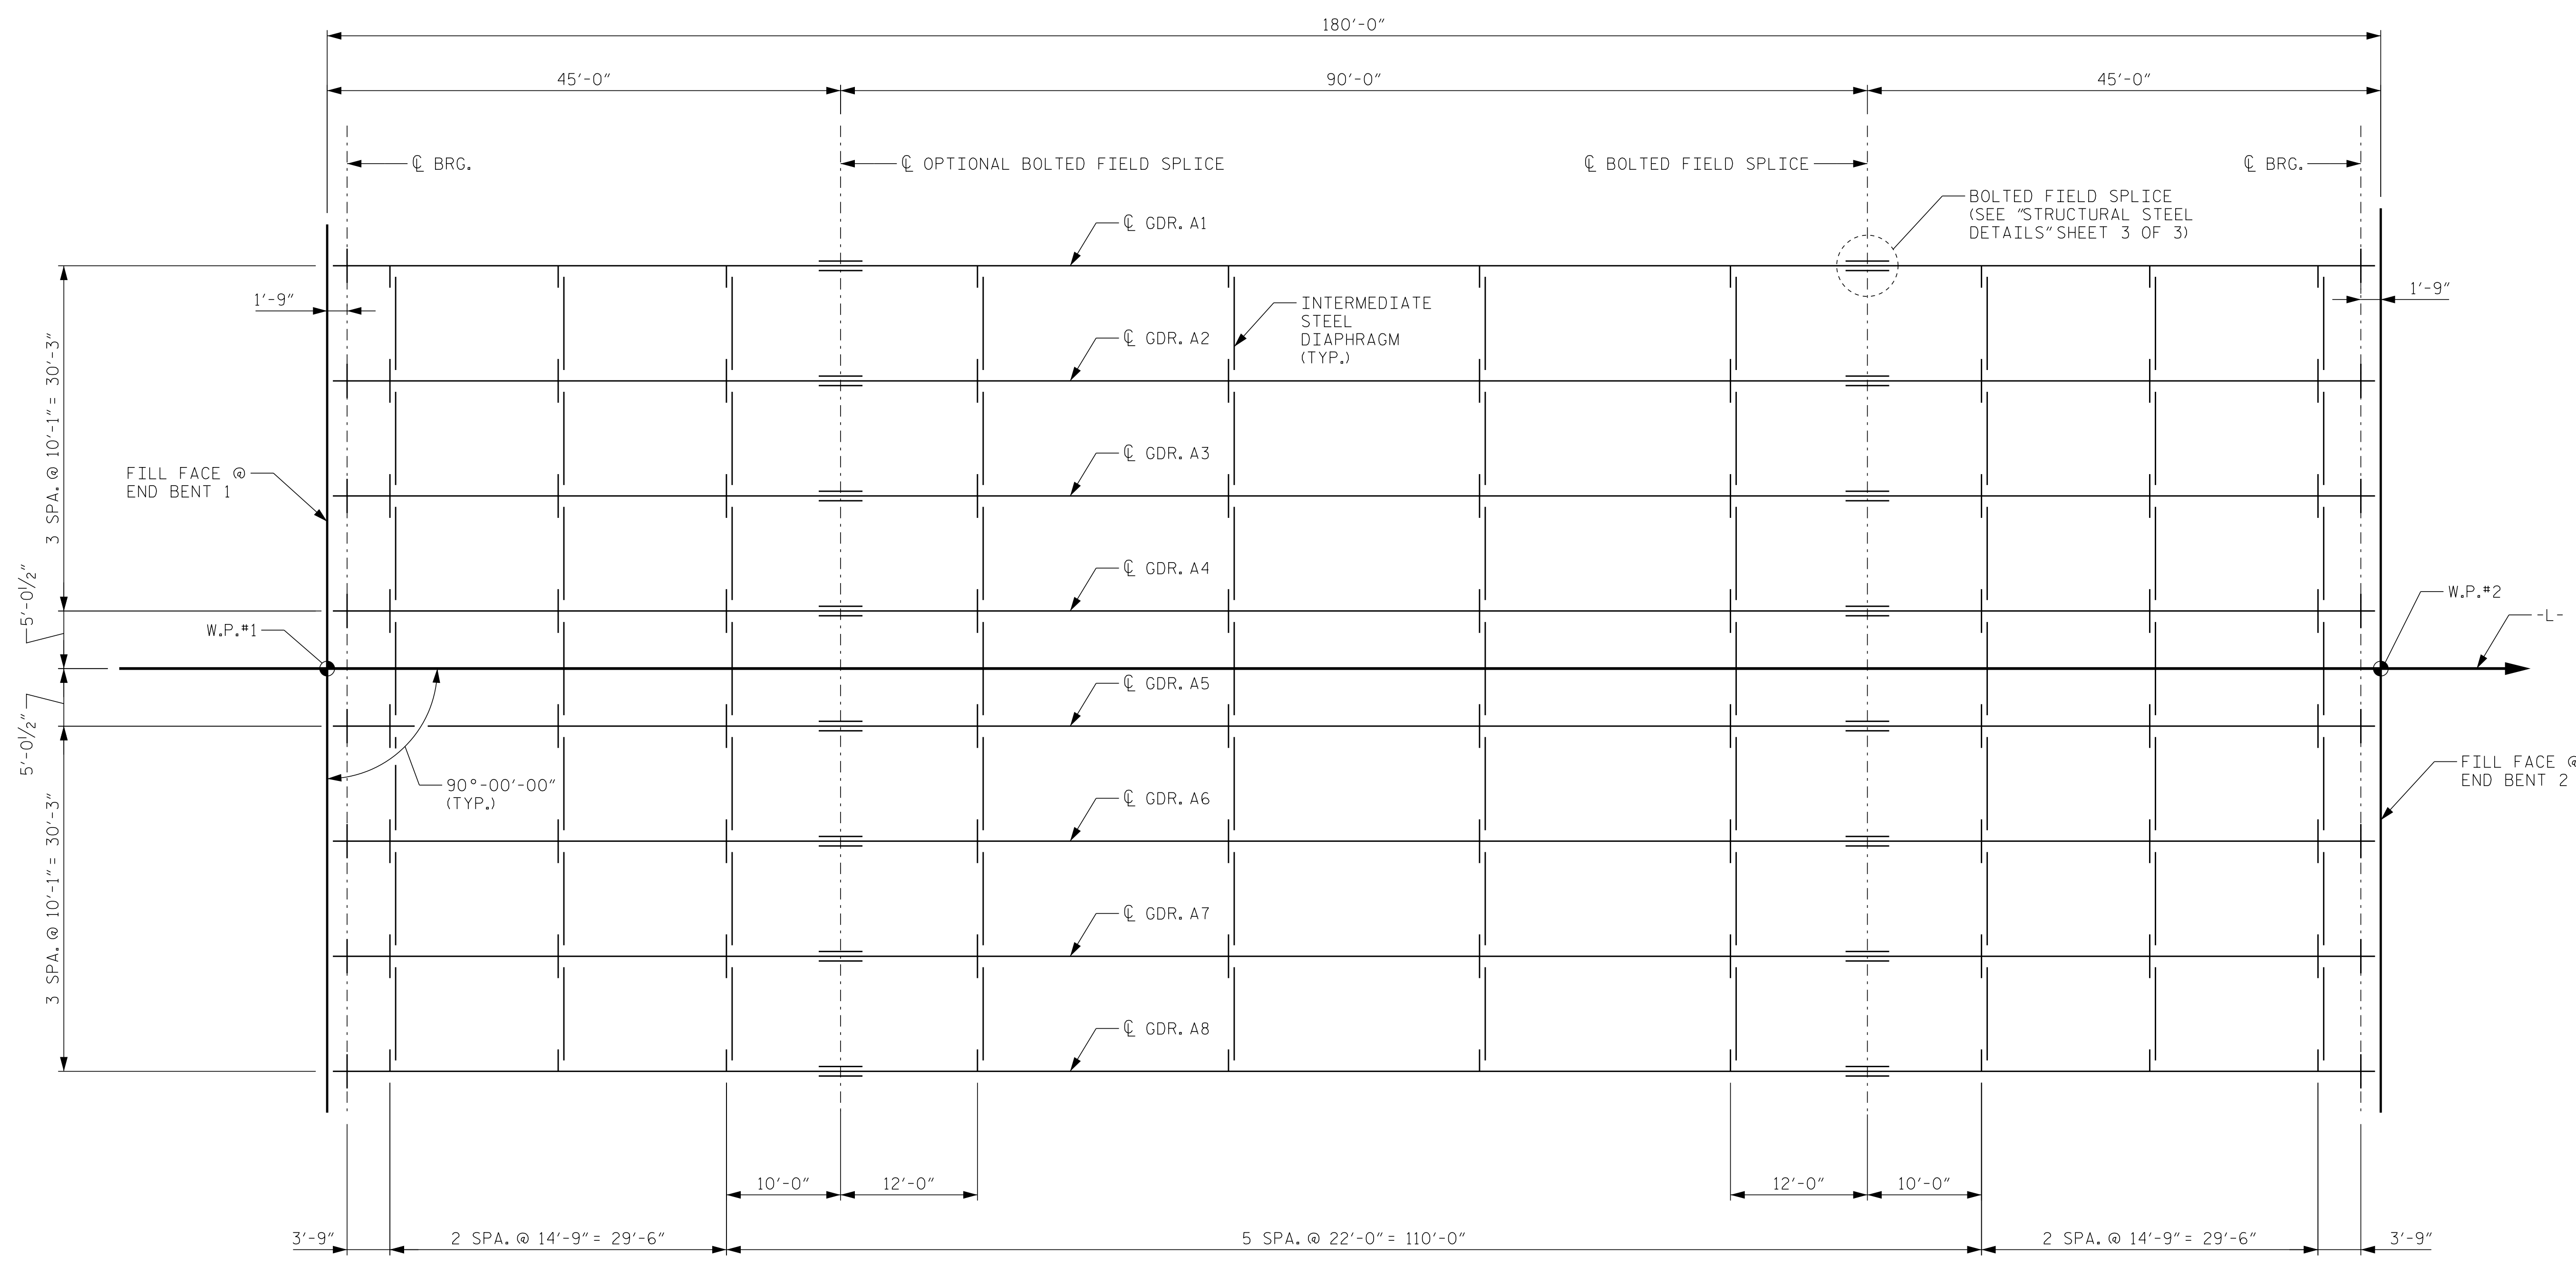 180'-0"
45'-0"
90'-0"
45'-0"
℄ BRG.
℄ OPTIONAL BOLTED FIELD SPLICE
℄ BOLTED FIELD SPLICE
℄ BRG.
BOLTED FIELD SPLICE
(SEE "STRUCTURAL STEEL
DETAILS" SHEET 3 OF 3)
℄ GDR. A1
1'-9"
1'-9"
INTERMEDIATE
STEEL
DIAPHRAGM
(TYP.)
℄ GDR. A2
3 SPA. @ 10'-1" = 30'-3"
℄ GDR. A3
FILL FACE @
END BENT 1
℄ GDR. A4
5'-0 1/2"
W.P. #1
W.P. #2
-L-
℄ GDR. A5
5'-0 1/2"
90°-00'-00"
(TYP.)
FILL FACE @
END BENT 2
℄ GDR. A6
3 SPA. @ 10'-1" = 30'-3"
℄ GDR. A7
℄ GDR. A8
10'-0"
12'-0"
12'-0"
10'-0"
3'-9"
2 SPA. @ 14'-9" = 29'-6"
5 SPA. @ 22'-0" = 110'-0"
2 SPA. @ 14'-9" = 29'-6"
3'-9"